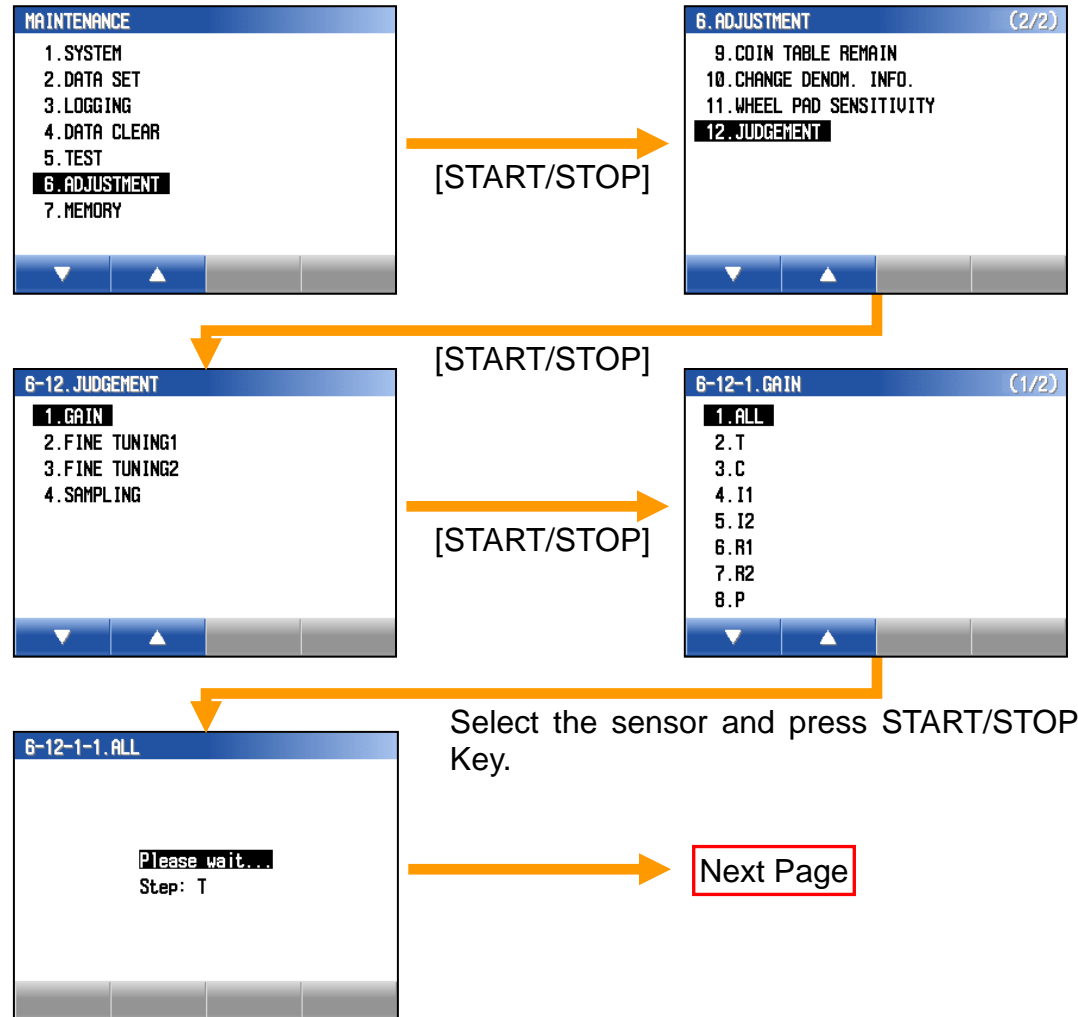 MAINTENANCE
1.SYSTEM
2.DATA SET
3.LOGGING
4.DATA CLEAR
5.TEST
6.ADJUSTMENT
7.MEMORY
[START/STOP]
6.ADJUSTMENT (2/2)
9.COIN TABLE REMAIN
10.CHANGE DENOM. INFO.
11.WHEEL PAD SENSITIVITY
12.JUDGEMENT
[START/STOP]
6-12.JUDGEMENT
1.GAIN
2.FINE TUNING1
3.FINE TUNING2
4.SAMPLING
[START/STOP]
6-12-1.GAIN (1/2)
1.ALL
2.T
3.C
4.I1
5.I2
6.R1
7.R2
8.P
Select the sensor and press START/STOP
Key.
6-12-1-1.ALL
Please wait...
Step: T
Next Page